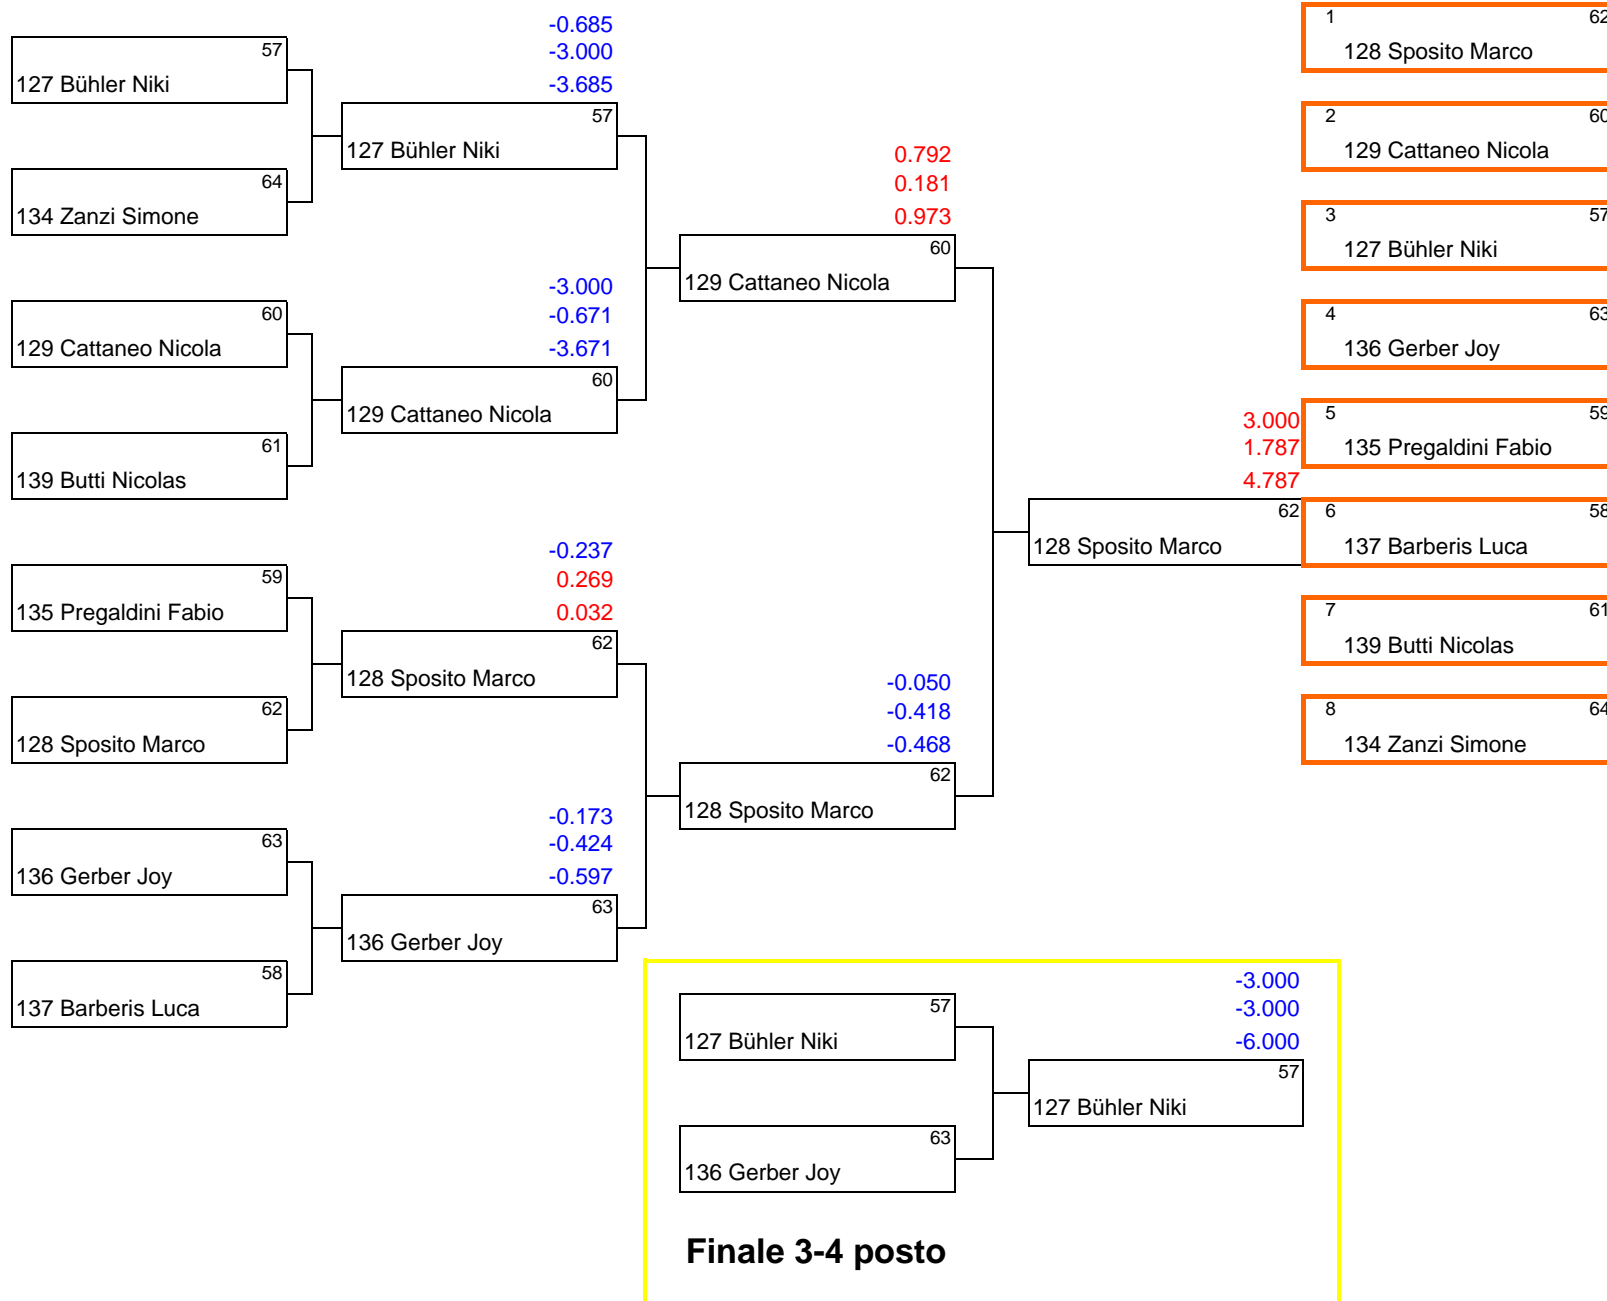 -0.685
-3.000
-3.685
57
127 Bühler Niki
57
127 Bühler Niki
64
134 Zanzi Simone
0.792
0.181
0.973
60
129 Cattaneo Nicola
-3.000
-0.671
-3.671
60
129 Cattaneo Nicola
60
129 Cattaneo Nicola
61
139 Butti Nicolas
3.000
1.787
4.787
62
128 Sposito Marco
-0.237
0.269
0.032
59
135 Pregaldini Fabio
62
128 Sposito Marco
62
128 Sposito Marco
-0.050
-0.418
-0.468
62
128 Sposito Marco
-0.173
-0.424
-0.597
63
136 Gerber Joy
63
136 Gerber Joy
58
137 Barberis Luca
-3.000
-3.000
-6.000
57
127 Bühler Niki
57
127 Bühler Niki
63
136 Gerber Joy
Finale 3-4 posto
1 62
128 Sposito Marco
2 60
129 Cattaneo Nicola
3 57
127 Bühler Niki
4 63
136 Gerber Joy
5 59
135 Pregaldini Fabio
6 58
137 Barberis Luca
7 61
139 Butti Nicolas
8 64
134 Zanzi Simone